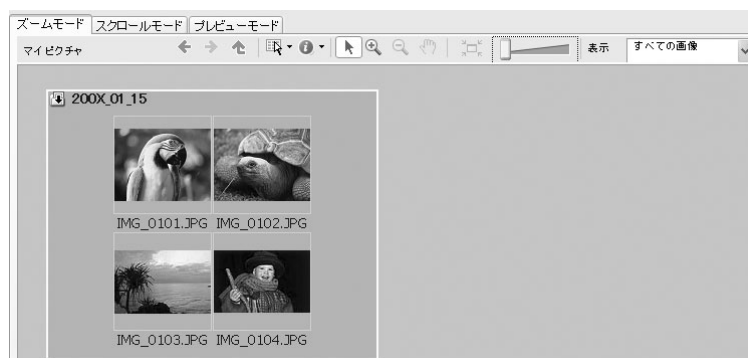 ズームモード スクロールモード プレビューモード
マイ ピクチャ 表示 すべての画像
200X_01_15
IMG_0101.JPG IMG_0102.JPG
IMG_0103.JPG IMG_0104.JPG